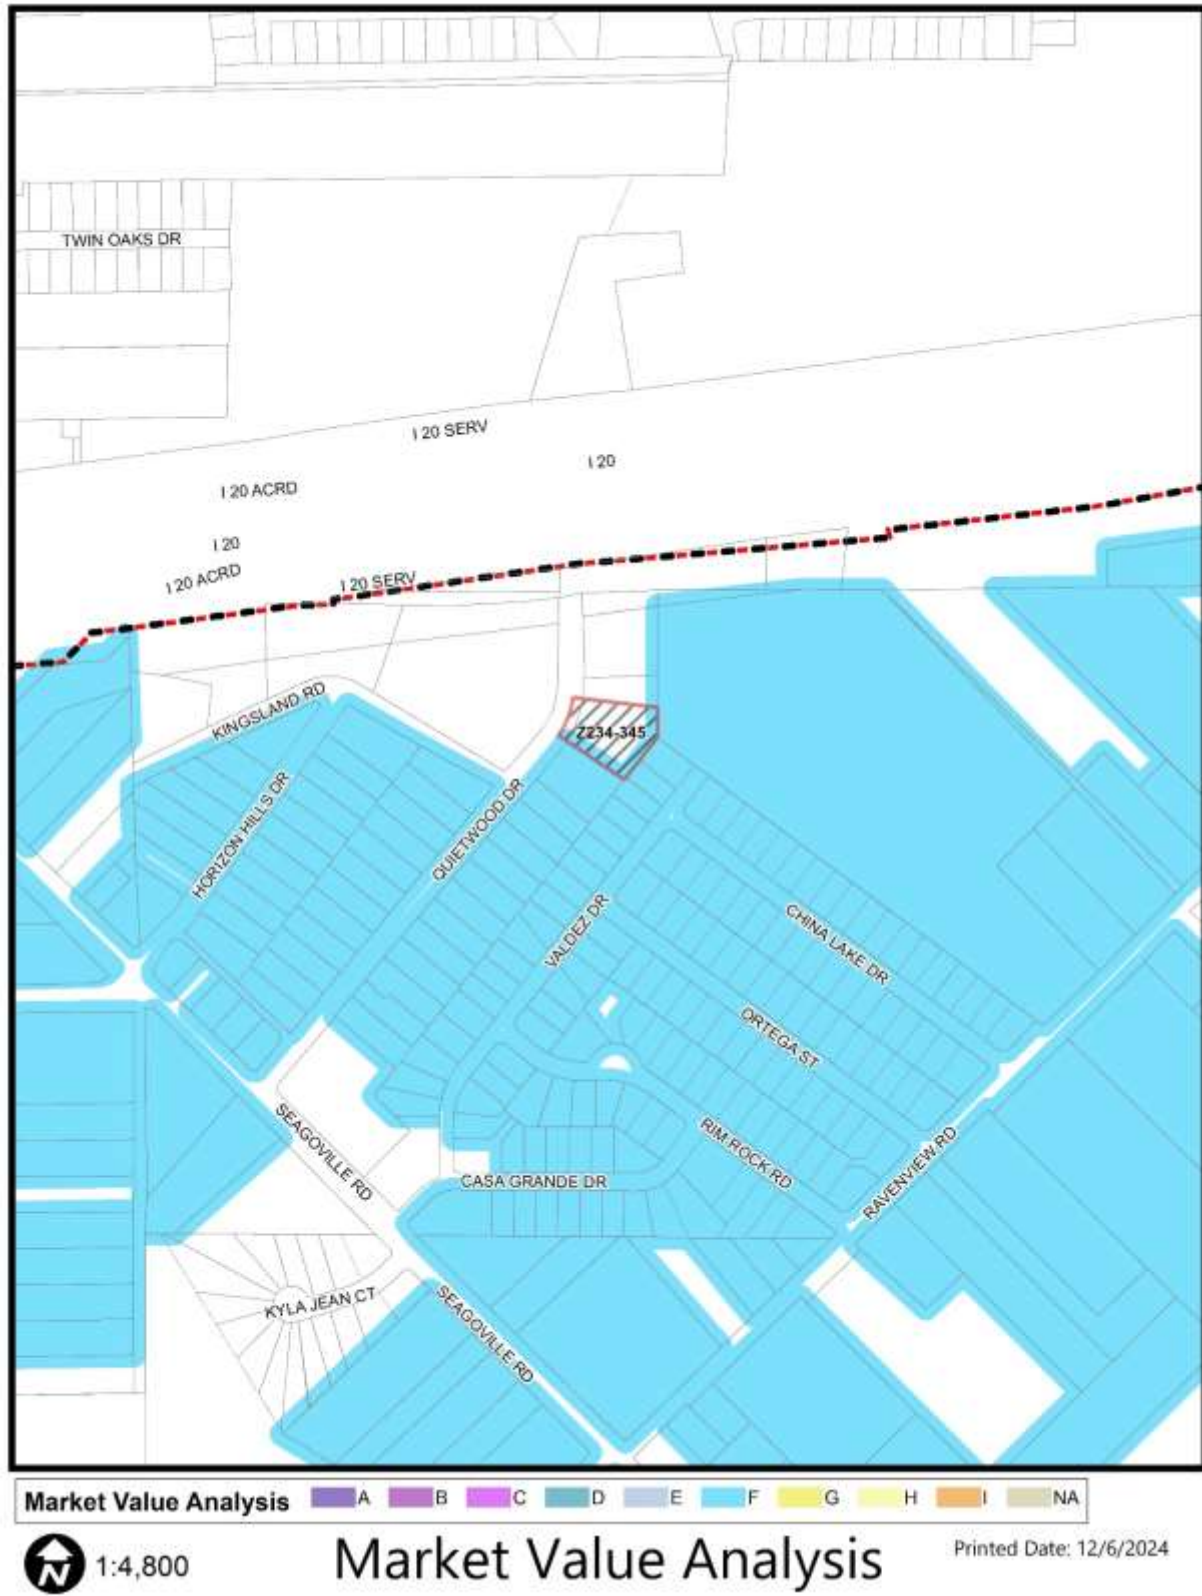 TWIN OAKS DR
I 20 SERV
I 20
I 20 ACRD
I 20
I 20 ACRD
I 20 SERV
KINGSLAND RD
Z234-345
HORIZON HILLS DR
QUIETWOOD DR
VALDEZ DR
CHINA LAKE DR
ORTEGA ST
SEAGOVILLE RD
RIM ROCK RD
RAVENVIEW RD
CASA GRANDE DR
KYLA JEAN CT
SEAGOVILLE RD
Market Value Analysis A B C D E F G H I NA
N 1:4,800 Market Value Analysis Printed Date: 12/6/2024